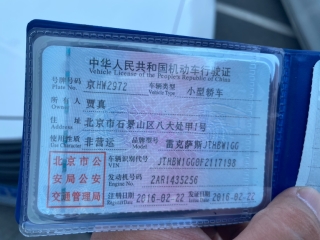 中华人民共和国机动车行驶证
Vehicle License of the People's Republic of China
号牌号码 京HW2972 车辆类型 小型轿车
Plate No. Vehicle Type
所有人 贾真
Owner
住址 北京市石景山区八大处甲1号
Address
使用性质 非营运 品牌型号 雷克萨斯JTHBW1GG
Use Character Model
北京市公安局公安交通管理局
车辆识别代号 JTHBW1GG0F2117198
VIN
发动机号码 2AR1435256
Engine No.
注册日期 2016-02-22 发证日期 2016-02-22